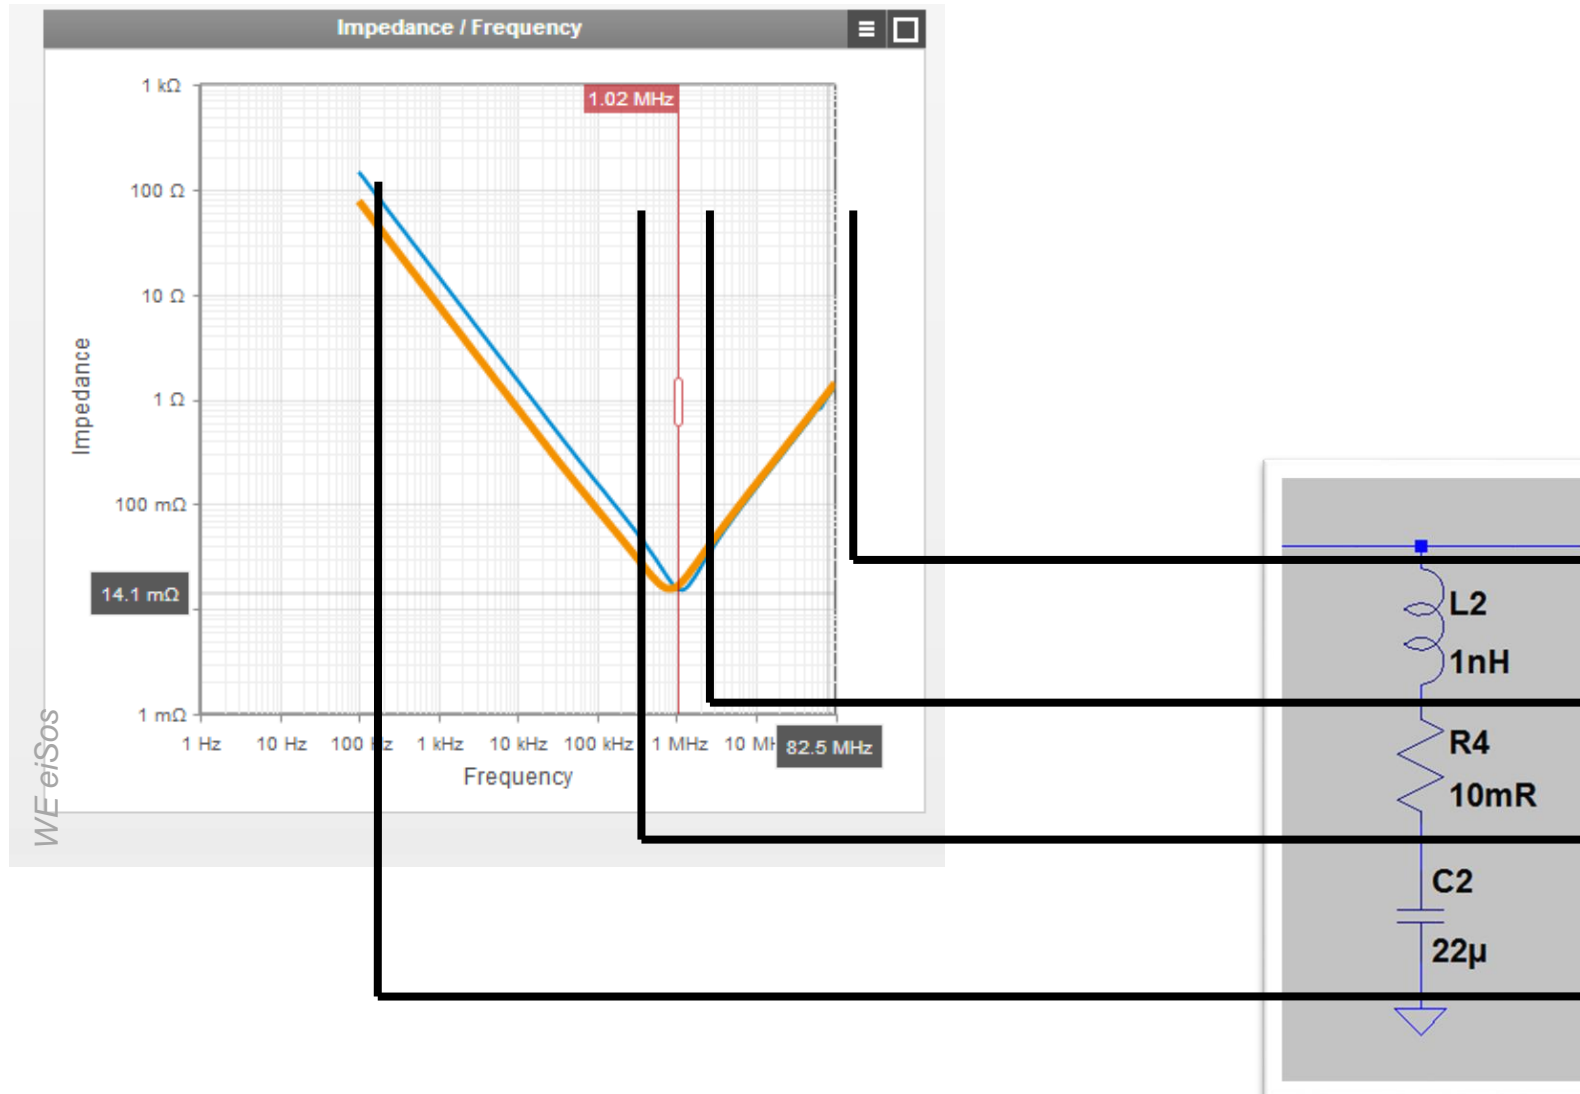 Impedance / Frequency
1.02 MHz
1 kΩ
100 Ω
10 Ω
1 Ω
100 mΩ
14.1 mΩ
1 mΩ
Impedance
1 Hz 10 Hz 100 Hz 1 kHz 10 kHz 100 kHz 1 MHz 10 MH
82.5 MHz
Frequency
WE eiSos
L2
1nH
R4
10mR
C2
22µ